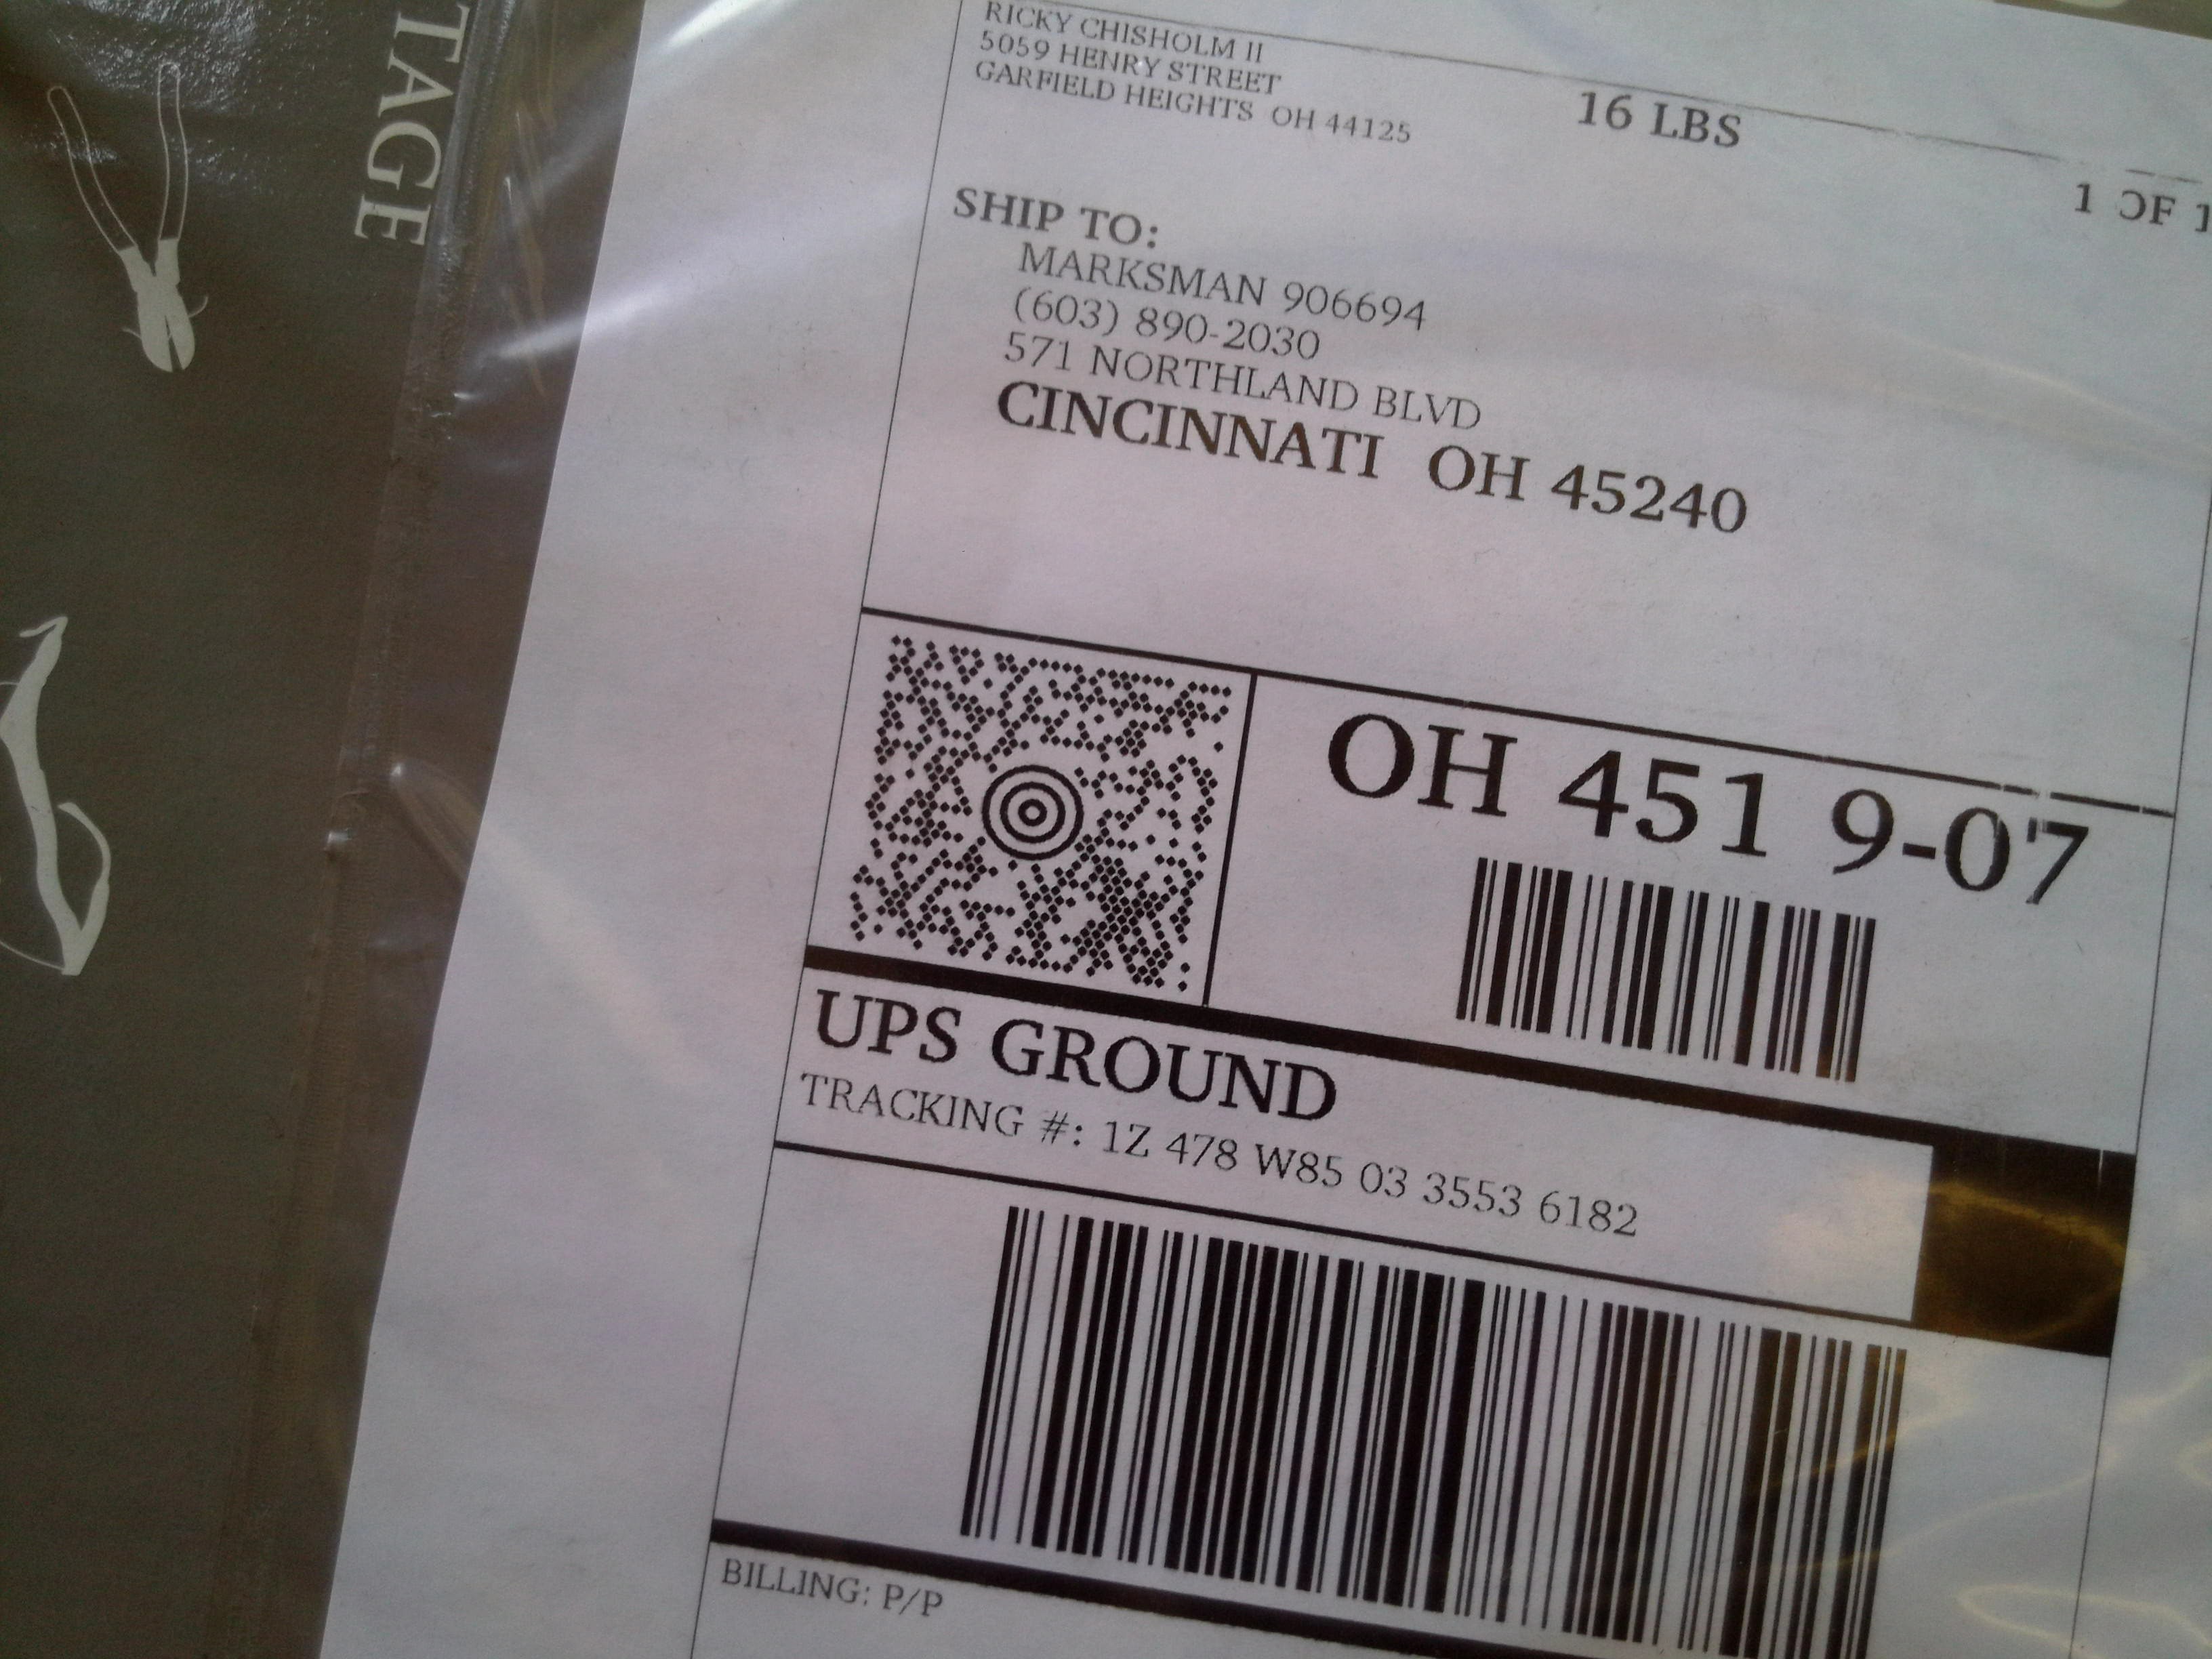 TAGE
RICKY CHISHOLM II
5059 HENRY STREET
GARFIELD HEIGHTS OH 44125
16 LBS
1 OF 1
SHIP TO:
MARKSMAN 906694
(603) 890-2030
571 NORTHLAND BLVD
CINCINNATI OH 45240
OH 451 9-07
UPS GROUND
TRACKING #: 1Z 478 W85 03 3553 6182
BILLING: P/P